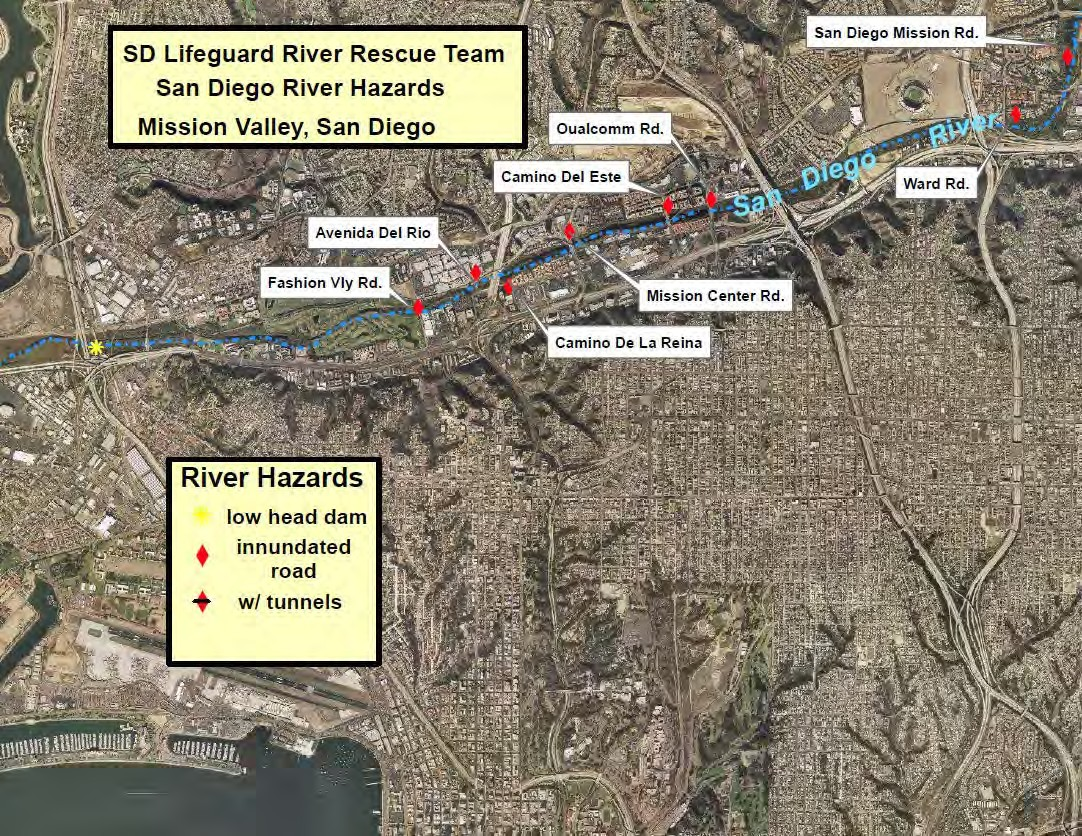 SD Lifeguard River Rescue Team
San Diego River Hazards
Mission Valley, San Diego
San Diego Mission Rd.
Oualcomm Rd.
Camino Del Este
Ward Rd.
San Diego River
Avenida Del Rio
Fashion Vly Rd.
Mission Center Rd.
Camino De La Reina
River Hazards
low head dam
innundated
road
w/ tunnels